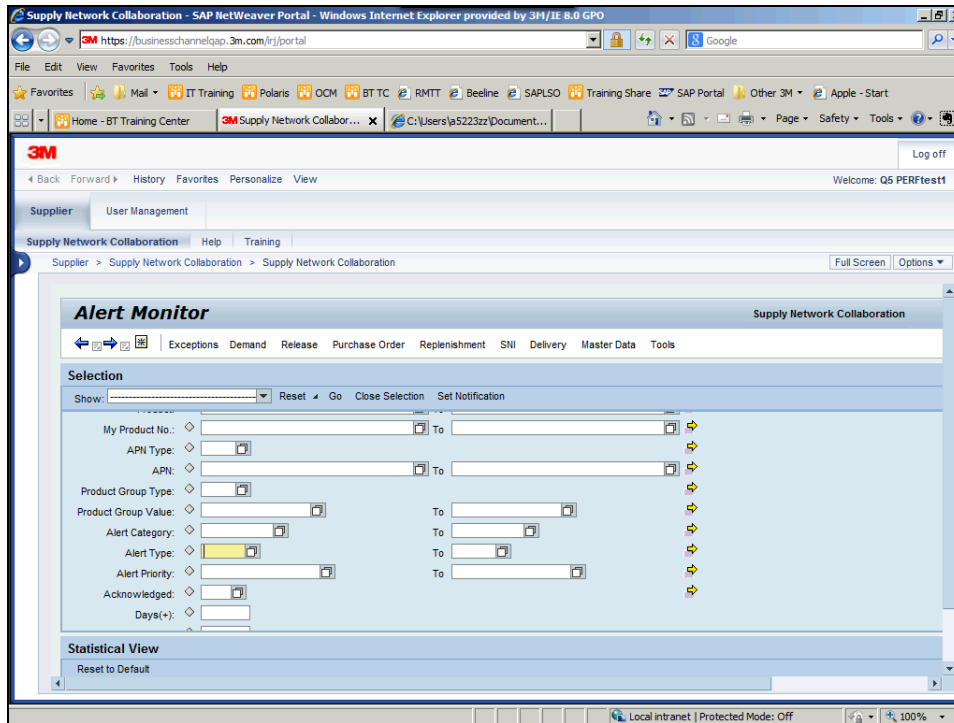 Supply Network Collaboration - SAP NetWeaver Portal - Windows Internet Explorer provided by 3M/IE 8.0 GPO
3M https://businesschannelqap.3m.com/irj/portal
Google
File Edit View Favorites Tools Help
Favorites Mail IT Training Polaris OCM BT TC RMTT Beeline SAPLSO Training Share SAP Portal Other 3M Apple - Start
Home - BT Training Center 3M Supply Network Collabor... X C:\Users\a5223zz\Document... Page Safety Tools
3M Log off
Back Forward History Favorites Personalize View Welcome: Q5 PERFtest1
Supplier User Management
Supply Network Collaboration Help Training
Supplier > Supply Network Collaboration > Supply Network Collaboration Full Screen Options
Alert Monitor Supply Network Collaboration
Exceptions Demand Release Purchase Order Replenishment SNI Delivery Master Data Tools
Selection
Show: Reset Go Close Selection Set Notification
My Product No.: To
APN Type:
APN: To
Product Group Type:
Product Group Value: To
Alert Category: To
Alert Type: To
Alert Priority: To
Acknowledged:
Days(+):
Statistical View
Reset to Default
Local intranet | Protected Mode: Off 100%